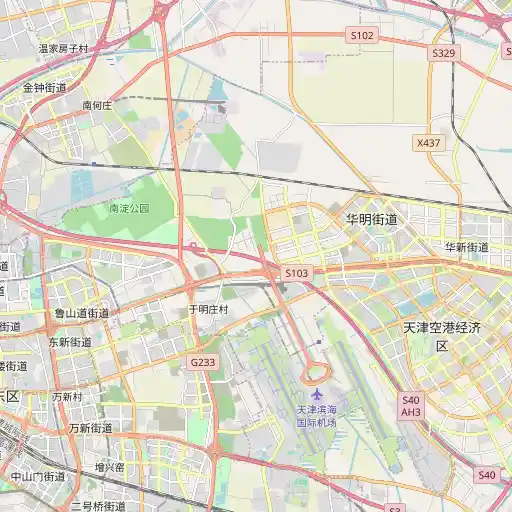 S102
温家房子村
S329
金钟街道
南何庄
X437
南淀公园
华明街道
华新街道
S103
鲁山道街道
于明庄村
天津空港经济
区
东新街道
G233
万新村
S40
AH3
天津滨海
国际机场
万新街道
增兴窑
中山门街道
S40
二号桥街道
S3